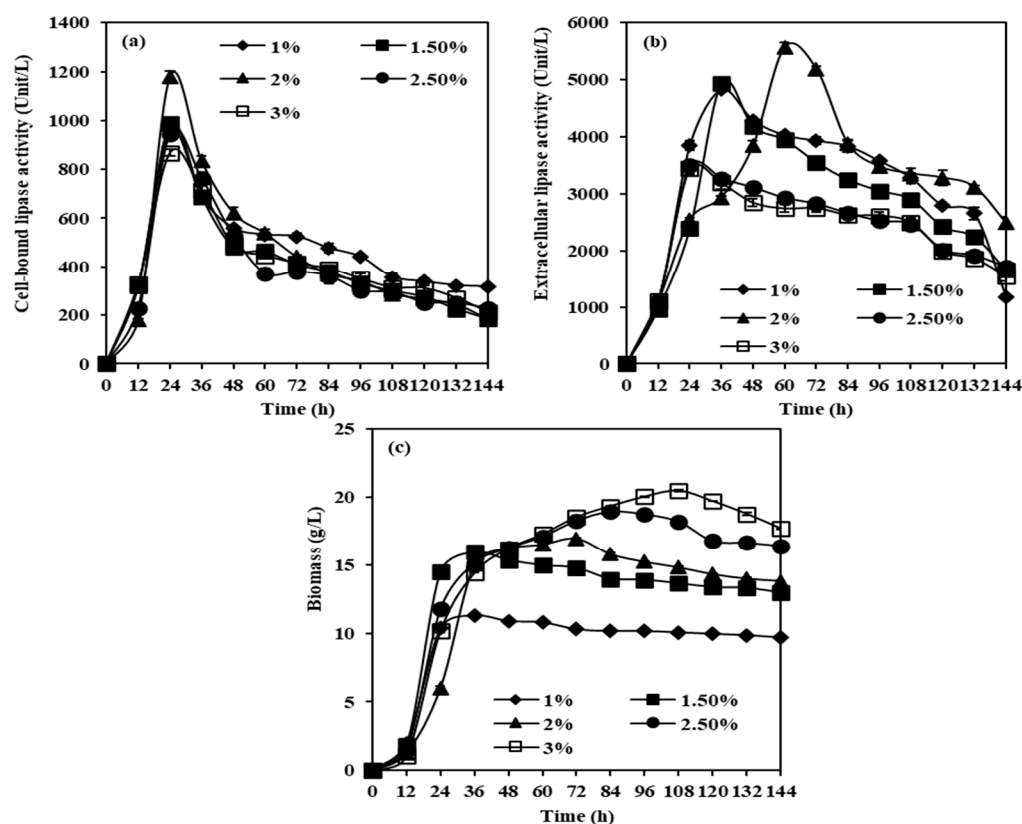 (a)
Cell-bound lipase activity (Unit/L)
1400
1200
1000
800
600
400
200
0
1% 1.50%
2% 2.50%
3%
0 12 24 36 48 60 72 84 96 108 120 132 144
Time (h)
(b)
Extracellular lipase activity (Unit/L)
6000
5000
4000
3000
2000
1000
0
1% 1.50%
2% 2.50%
3%
0 12 24 36 48 60 72 84 96 108 120 132 144
Time (h)
(c)
Biomass (g/L)
25
20
15
10
5
0
1% 1.50%
2% 2.50%
3%
0 12 24 36 48 60 72 84 96 108 120 132 144
Time (h)